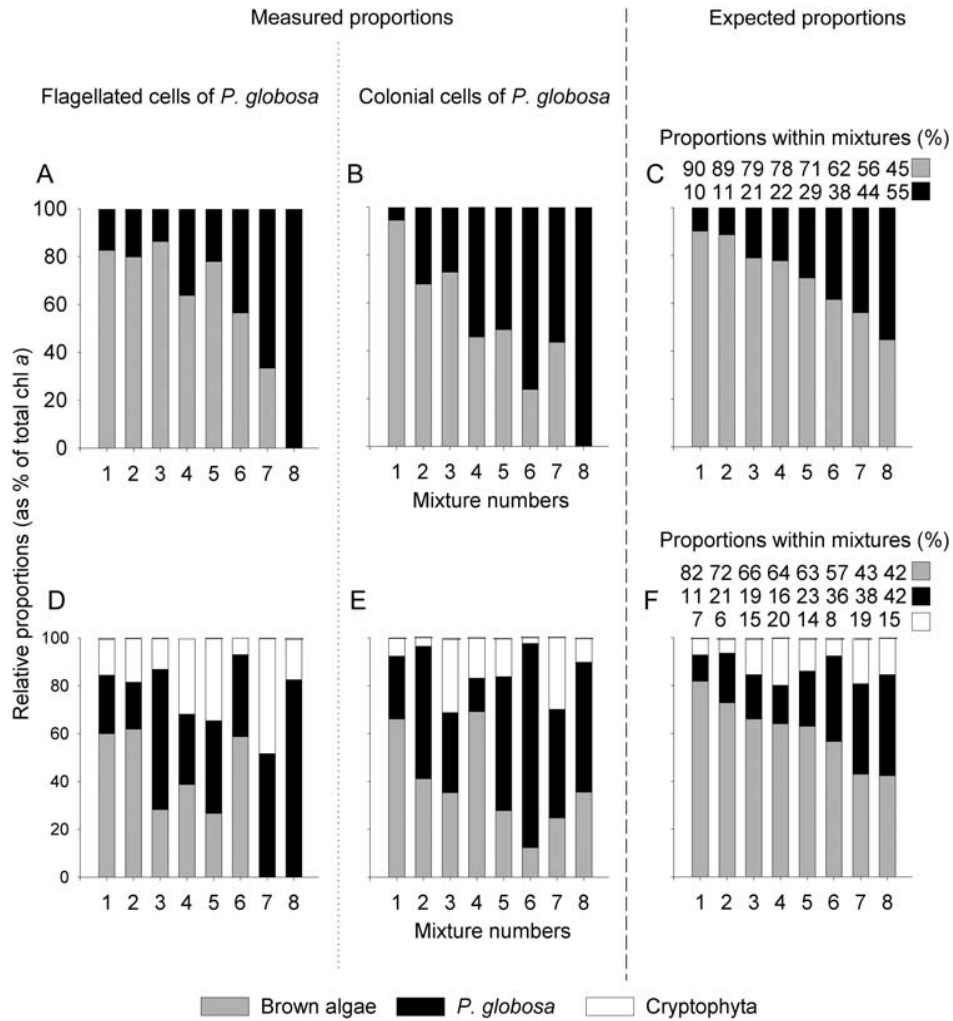 Measured proportions
Expected proportions
Flagellated cells of P. globosa
Colonial cells of P. globosa
Proportions within mixtures (%)
90 89 79 78 71 62 56 45
10 11 21 22 29 38 44 55
A
B
C
100
80
60
40
20
0
1 2 3 4 5 6 7 8
1 2 3 4 5 6 7 8
1 2 3 4 5 6 7 8
Mixture numbers
Relative proportions (as % of total chl a)
Proportions within mixtures (%)
82 72 66 64 63 57 43 42
11 21 19 16 23 36 38 42
7 6 15 20 14 8 19 15
D
E
F
100
80
60
40
20
0
1 2 3 4 5 6 7 8
1 2 3 4 5 6 7 8
1 2 3 4 5 6 7 8
Mixture numbers
Brown algae P. globosa Cryptophyta